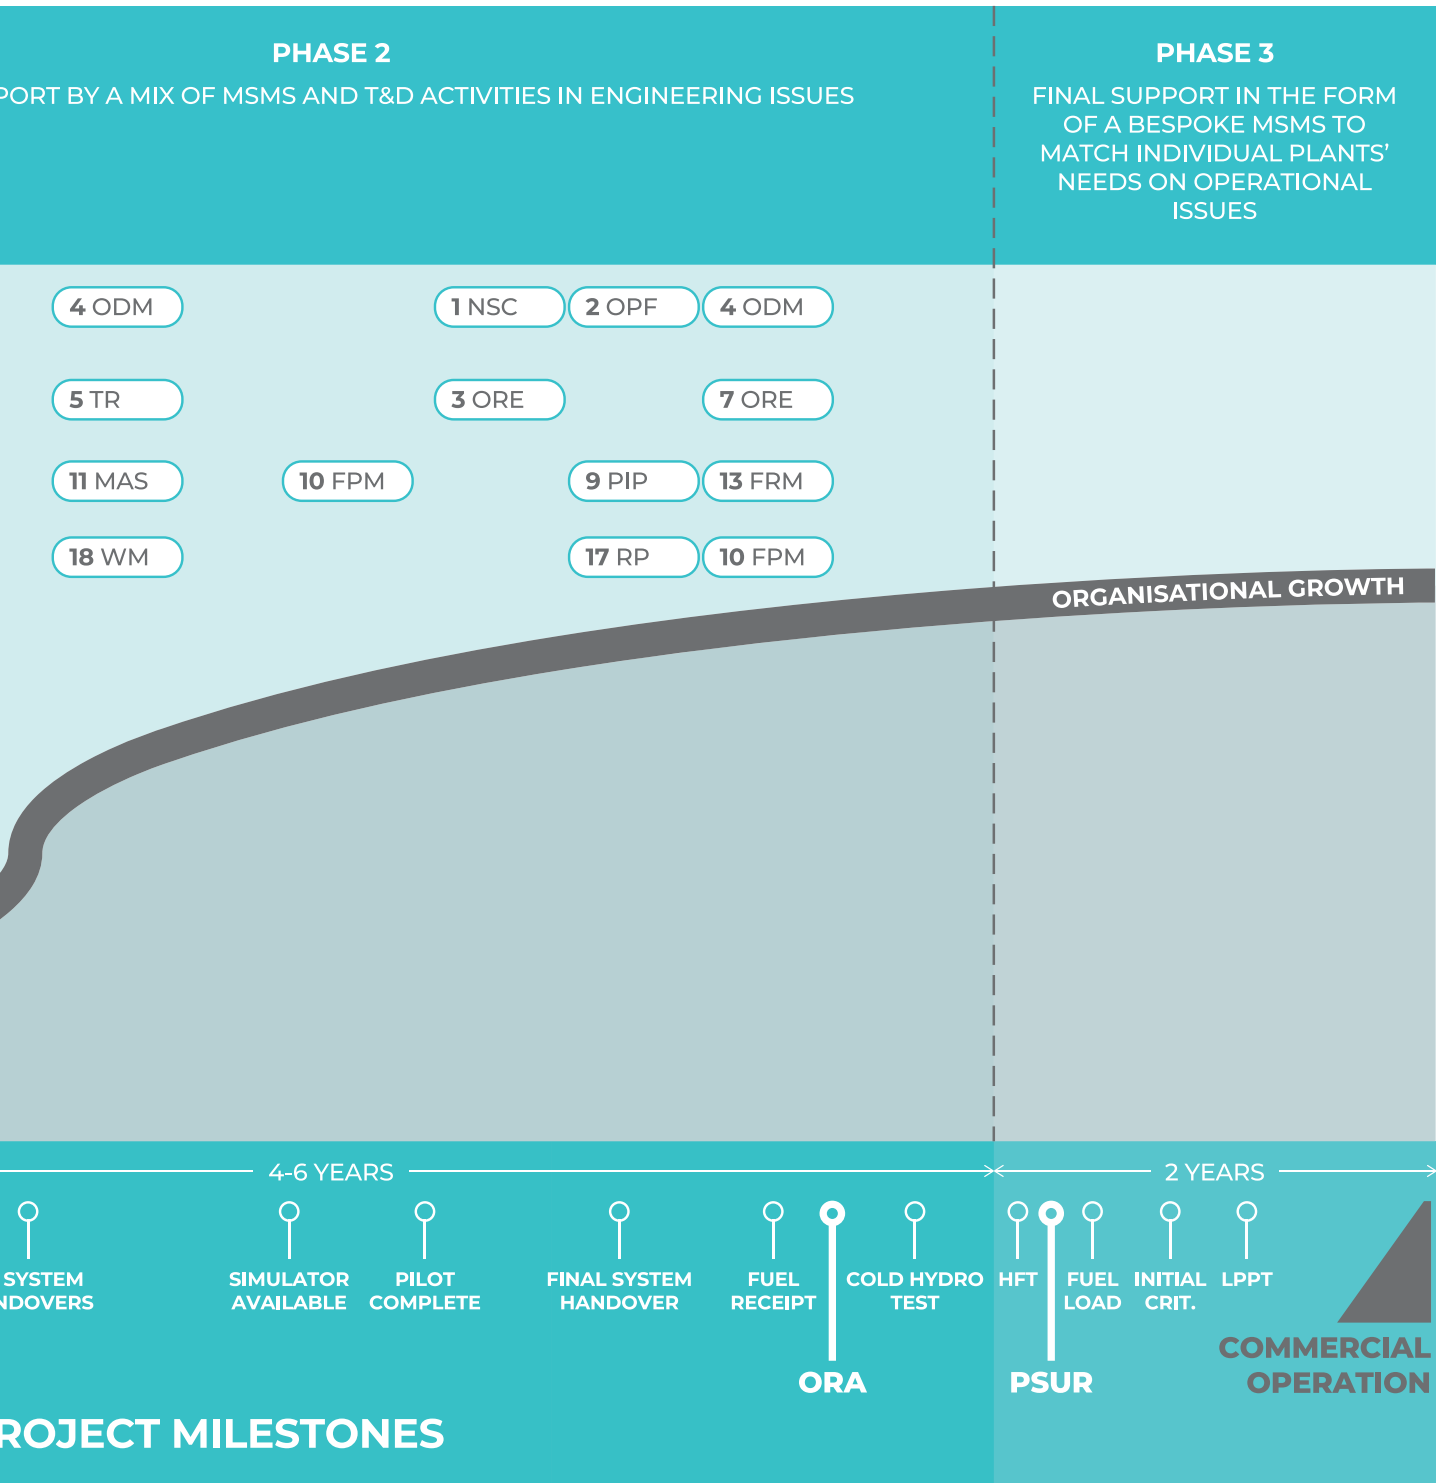 PHASE 2
PORT BY A MIX OF MSMS AND T&D ACTIVITIES IN ENGINEERING ISSUES
PHASE 3
FINAL SUPPORT IN THE FORM
OF A BESPOKE MSMS TO
MATCH INDIVIDUAL PLANTS’
NEEDS ON OPERATIONAL
ISSUES
4 ODM
1 NSC
2 OPF
4 ODM
5 TR
3 ORE
7 ORE
11 MAS
10 FPM
9 PIP
13 FRM
18 WM
17 RP
10 FPM
ORGANISATIONAL GROWTH
4-6 YEARS
2 YEARS
SYSTEM
NDOVERS
SIMULATOR
AVAILABLE
PILOT
COMPLETE
FINAL SYSTEM
HANDOVER
FUEL
RECEIPT
ORA
COLD HYDRO
TEST
HFT
PSUR
FUEL
LOAD
INITIAL
CRIT.
LPPT
COMMERCIAL
OPERATION
ROJECT MILESTONES